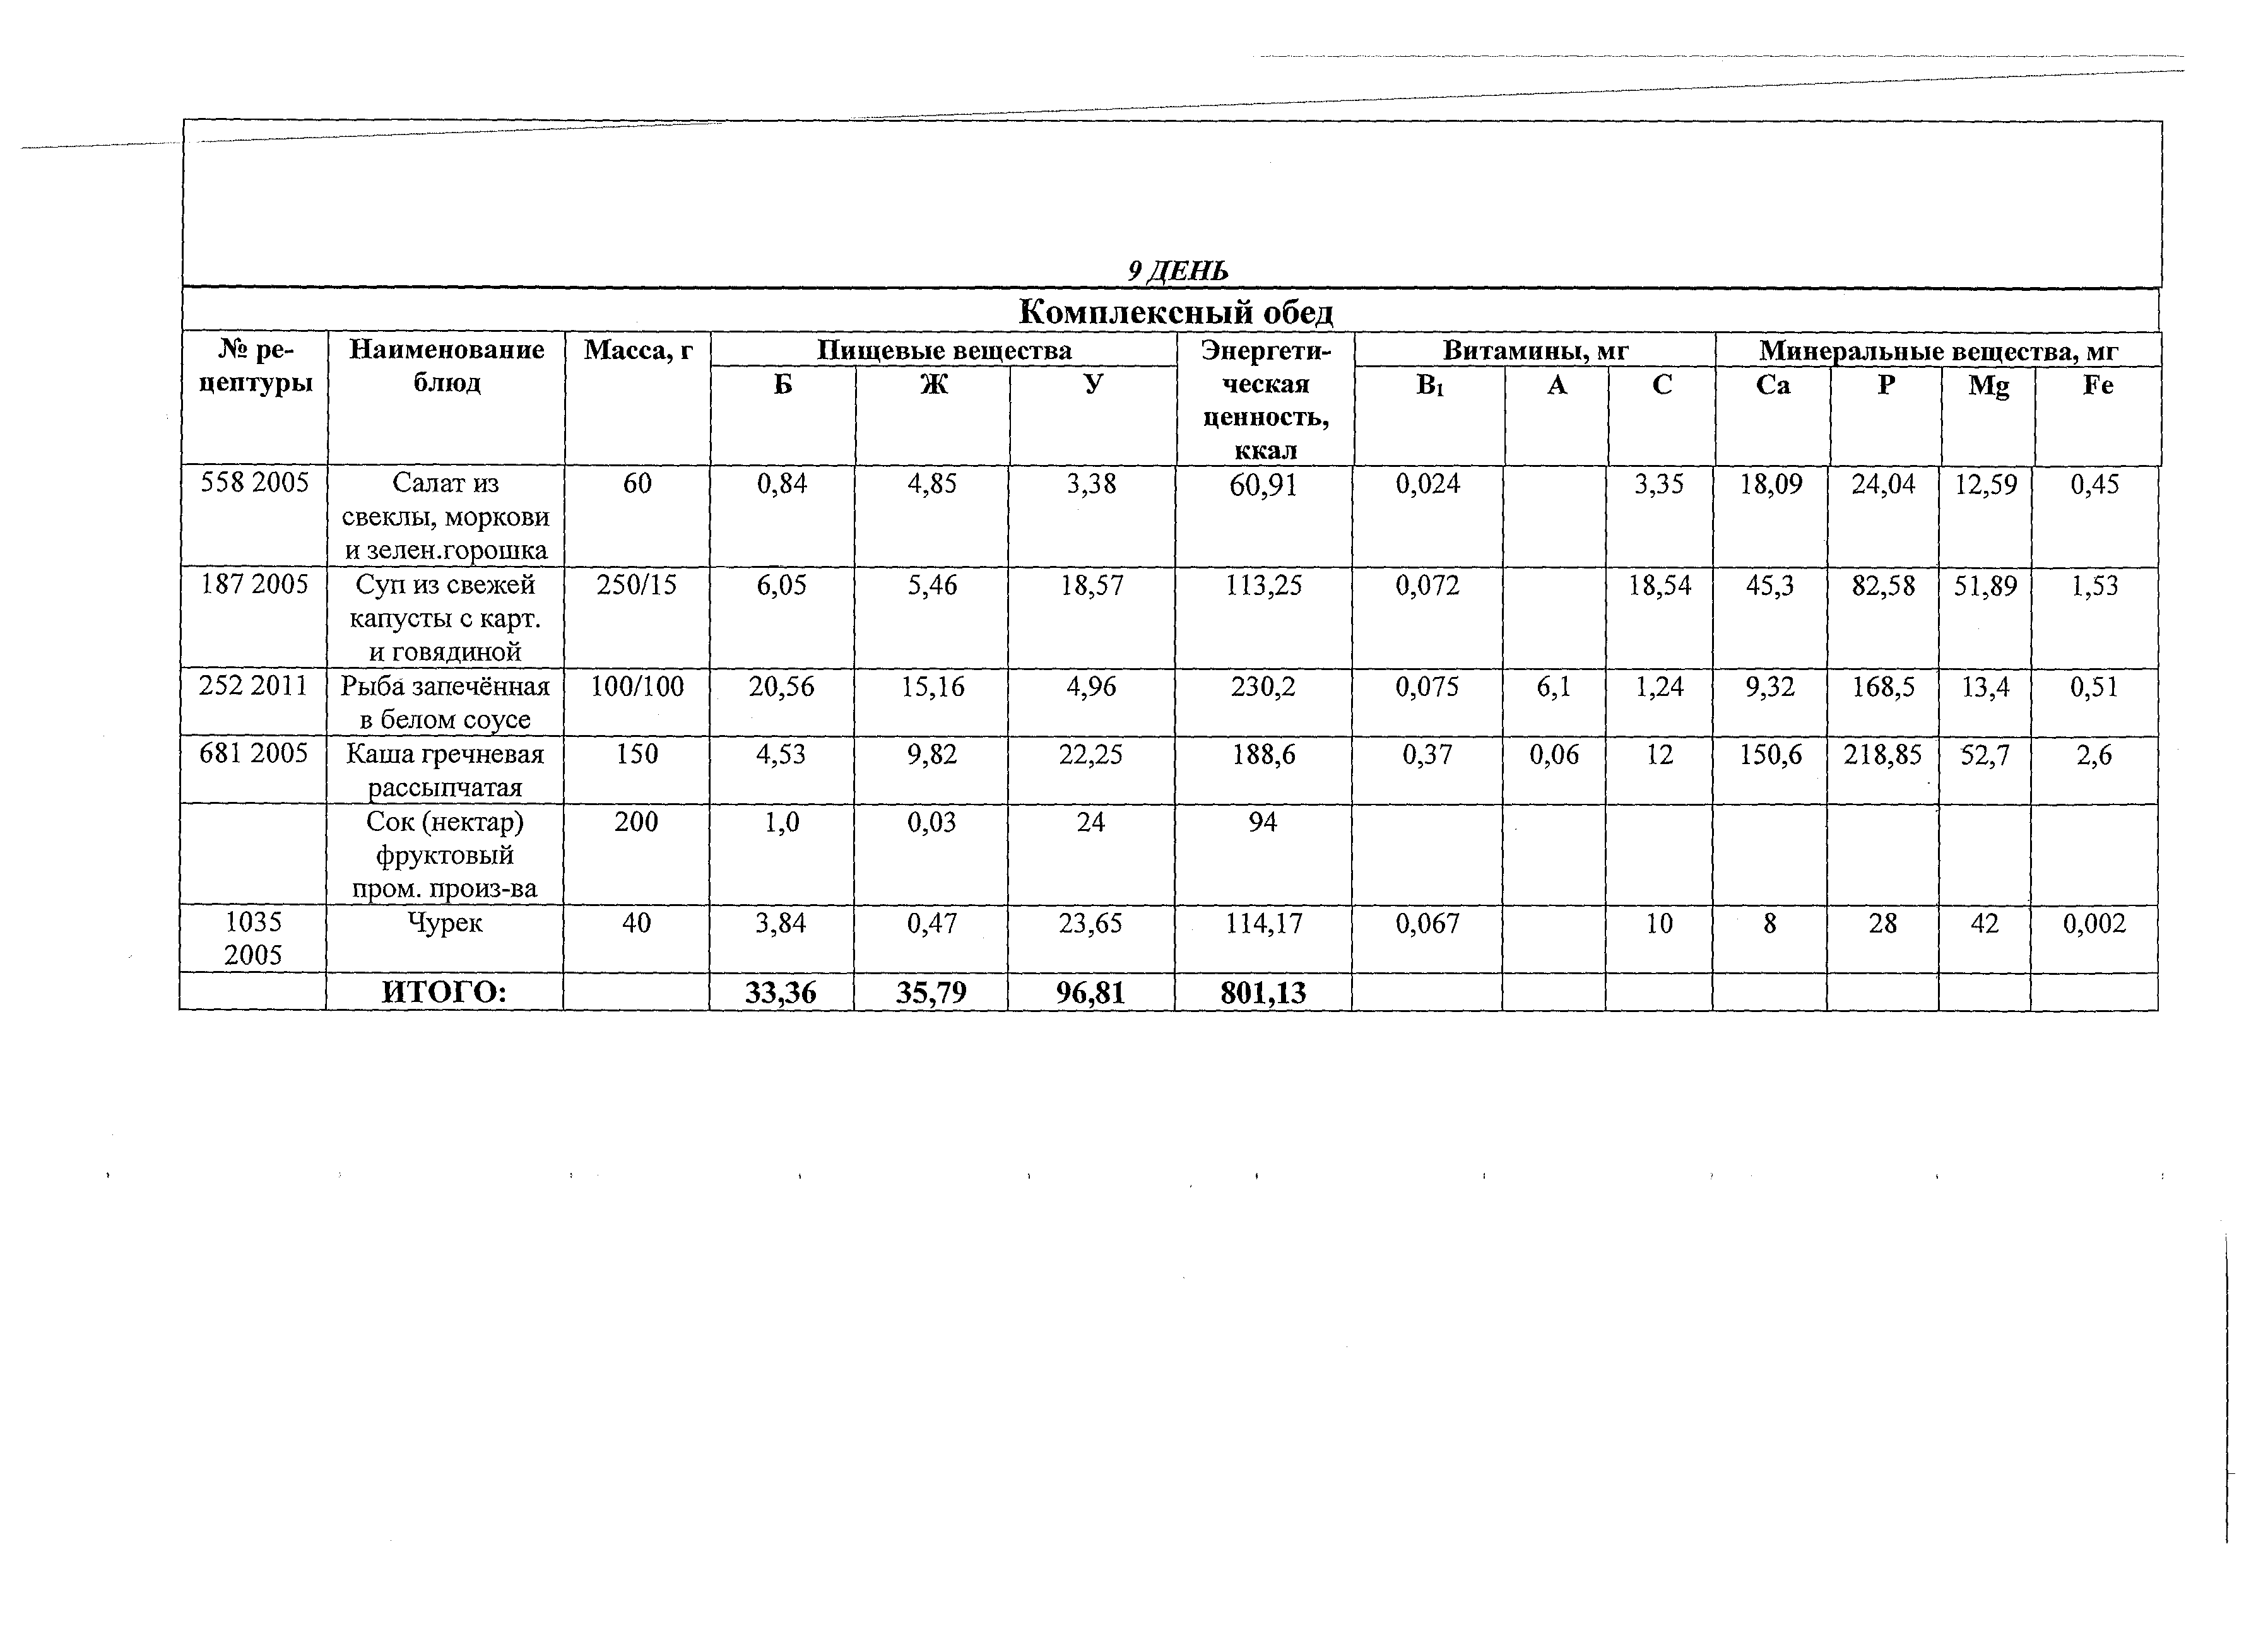 9 ДЕНЬ
Комплексный обед
№ ре-
цептуры
Наименование
блюд
Масса, г
Пищевые вещества
Б Ж У
Энергети-
ческая
ценность,
ккал
Витамины, мг
В1 А С
Минеральные вещества, мг
Ca P Mg Fe
558 2005 Салат из 60 0,84 4,85 3,38 60,91 0,024 3,35 18,09 24,04 12,59 0,45
свеклы, моркови
и зелен.горошка
187 2005 Суп из свежей 250/15 6,05 5,46 18,57 113,25 0,072 18,54 45,3 82,58 51,89 1,53
капусты с карт.
и говядиной
252 2011 Рыба запечённая 100/100 20,56 15,16 4,96 230,2 0,075 6,1 1,24 9,32 168,5 13,4 0,51
в белом соусе
681 2005 Каша гречневая 150 4,53 9,82 22,25 188,6 0,37 0,06 12 150,6 218,85 52,7 2,6
рассыпчатая
Сок (нектар) 200 1,0 0,03 24 94
фруктовый
пром. произ-ва
1035 Чурек 40 3,84 0,47 23,65 114,17 0,067 10 8 28 42 0,002
2005
ИТОГО: 33,36 35,79 96,81 801,13